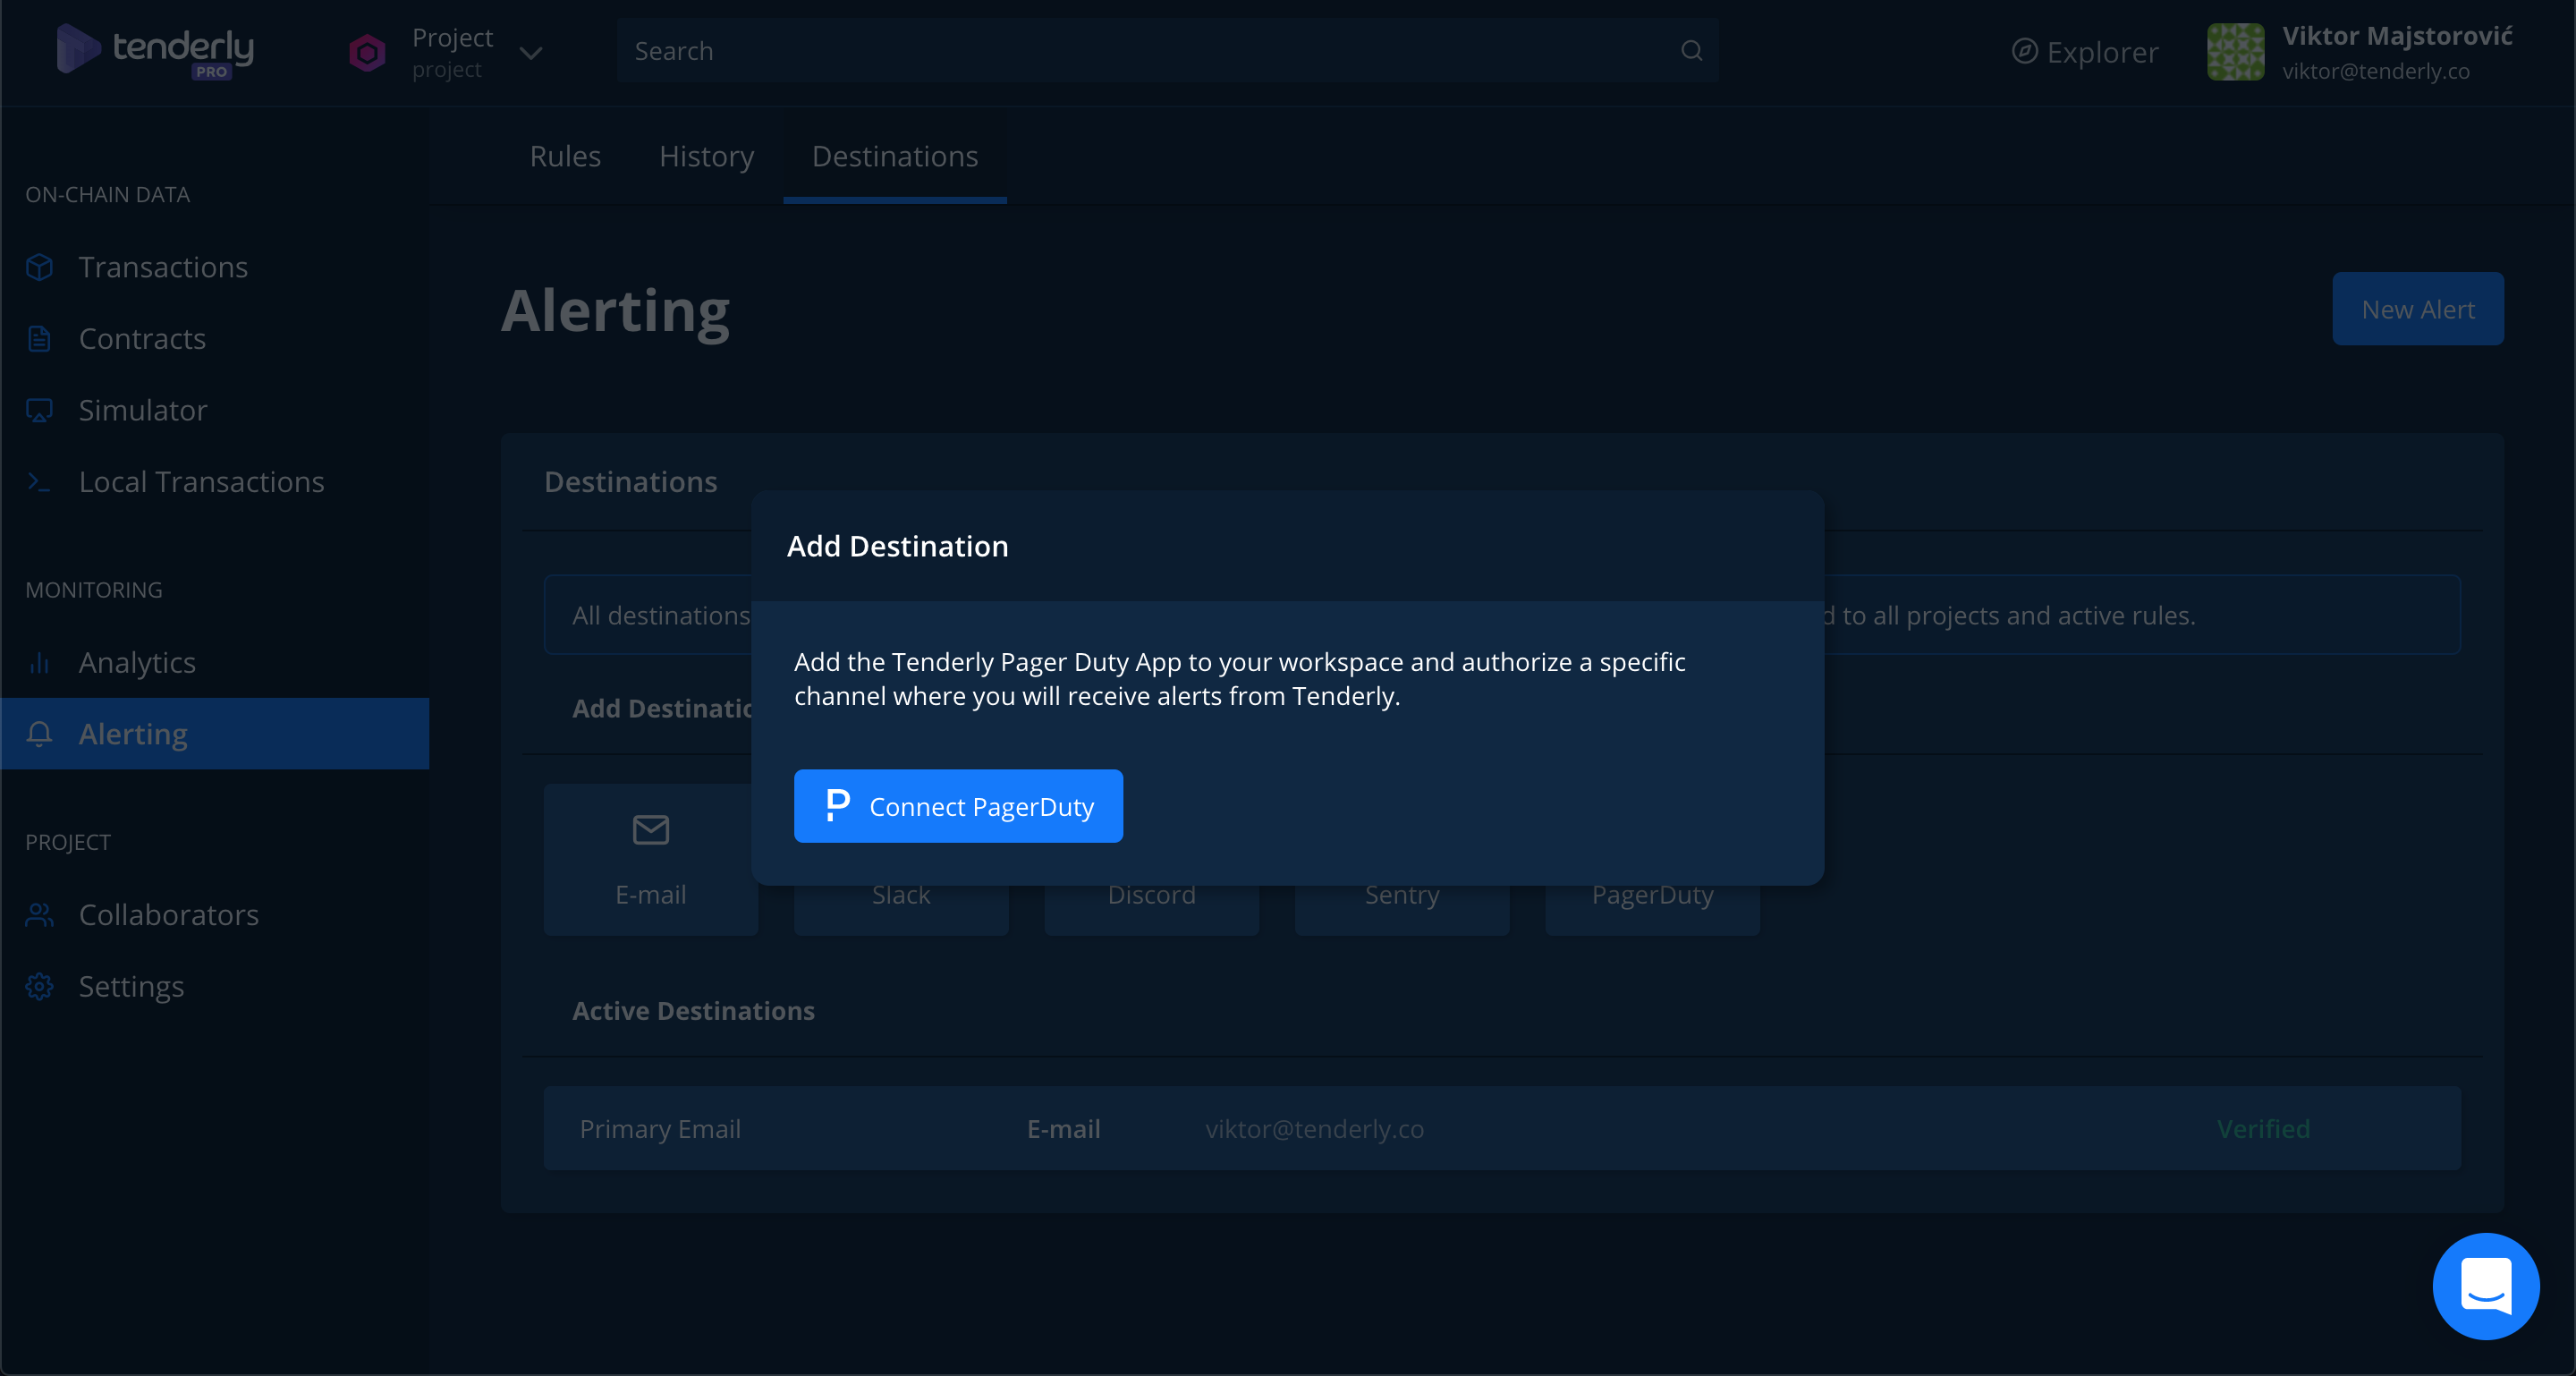 tenderly
PRO
Project
project
Search
Explorer
Viktor Majstorović
viktor@tenderly.co
Rules
History
Destinations
ON-CHAIN DATA
Transactions
Contracts
Simulator
Local Transactions
MONITORING
Analytics
Alerting
PROJECT
Collaborators
Settings
Alerting
New Alert
Destinations
All destinations
d to all projects and active rules.
Add Destinatio
Add Destination
Add the Tenderly Pager Duty App to your workspace and authorize a specific
channel where you will receive alerts from Tenderly.
Connect PagerDuty
E-mail
Slack
Discord
Sentry
PagerDuty
Active Destinations
Primary Email
E-mail
viktor@tenderly.co
Verified